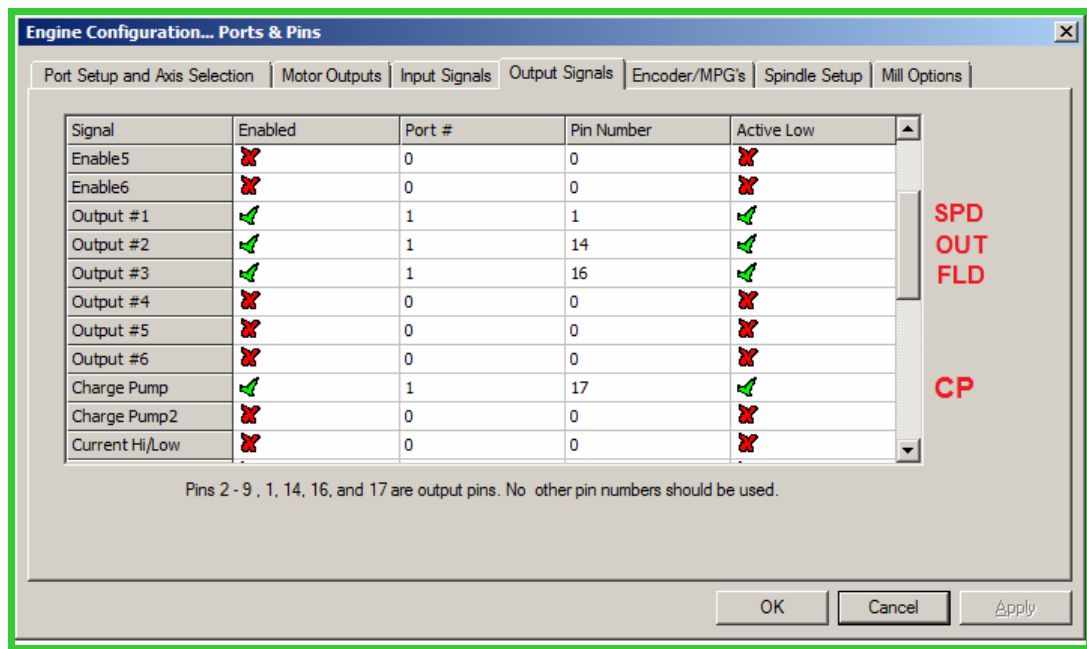 Engine Configuration... Ports & Pins
Port Setup and Axis Selection Motor Outputs Input Signals Output Signals Encoder/MPG's Spindle Setup Mill Options
Signal Enabled Port # Pin Number Active Low
Enable5 0 0
Enable6 0 0
Output #1 1 1 SPD
Output #2 1 14 OUT
Output #3 1 16 FLD
Output #4 0 0
Output #5 0 0
Output #6 0 0
Charge Pump 1 17 CP
Charge Pump2 0 0
Current Hi/Low 0 0
Pins 2 - 9 , 1, 14, 16, and 17 are output pins. No other pin numbers should be used.
OK Cancel Apply